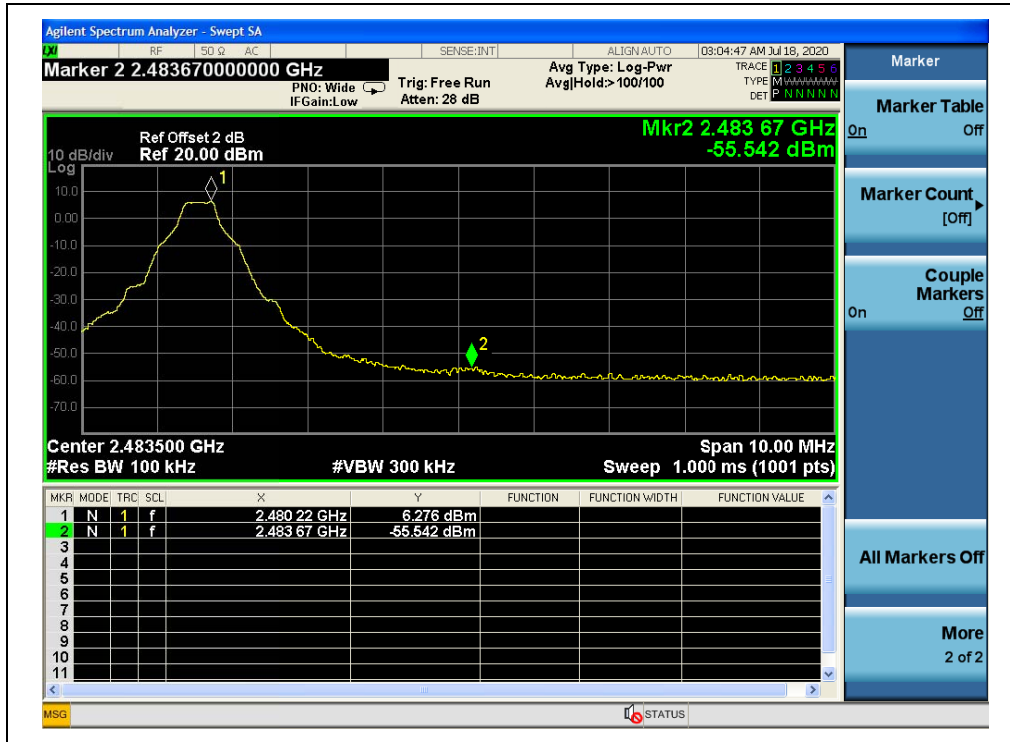 Agilent Spectrum Analyzer - Swept SA
LXI RF 50 Ω AC SENSE:INT ALIGN AUTO 03:04:47 AM Jul 18, 2020
Marker 2 2.483670000000 GHz
PNO: Wide
IFGain:Low
Trig: Free Run
Atten: 28 dB
Avg Type: Log-Pwr
Avg|Hold:>100/100
TRACE 1 2 3 4 5 6
TYPE MWWWWW
DET P N N N N N
Mkr2 2.483 67 GHz
-55.542 dBm
Ref Offset 2 dB
10 dB/div Ref 20.00 dBm
Log
10.0
0.00
-10.0
-20.0
-30.0
-40.0
-50.0
-60.0
-70.0
1
2
Center 2.483500 GHz Span 10.00 MHz
#Res BW 100 kHz #VBW 300 kHz Sweep 1.000 ms (1001 pts)
MKR MODE TRC SCL X Y FUNCTION FUNCTION WIDTH FUNCTION VALUE
1 N 1 f 2.480 22 GHz 6.276 dBm
2 N 1 f 2.483 67 GHz -55.542 dBm
3
4
5
6
7
8
9
10
11
MSG STATUS
Marker
Marker Table
On Off
Marker Count
[Off]
Couple
Markers
On Off
All Markers Off
More
2 of 2